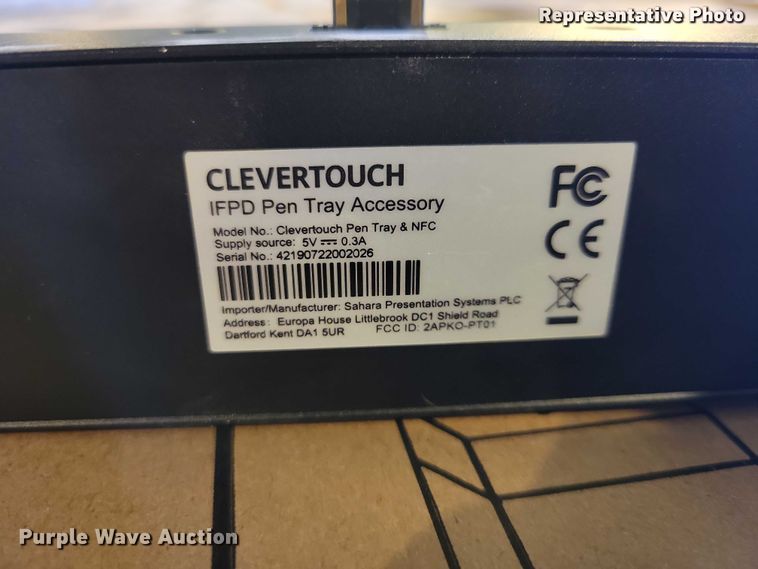 Representative Photo
CLEVERTOUCH
IFPD Pen Tray Accessory
Model No.: Clevertouch Pen Tray & NFC
Supply source: 5V ⎓ 0.3A
Serial No.: 42190722002026
Importer/Manufacturer: Sahara Presentation Systems PLC
Address: Europa House Littlebrook DC1 Shield Road
Dartford Kent DA1 5UR FCC ID: 2APKO-PT01
FC
CE
Purple Wave Auction